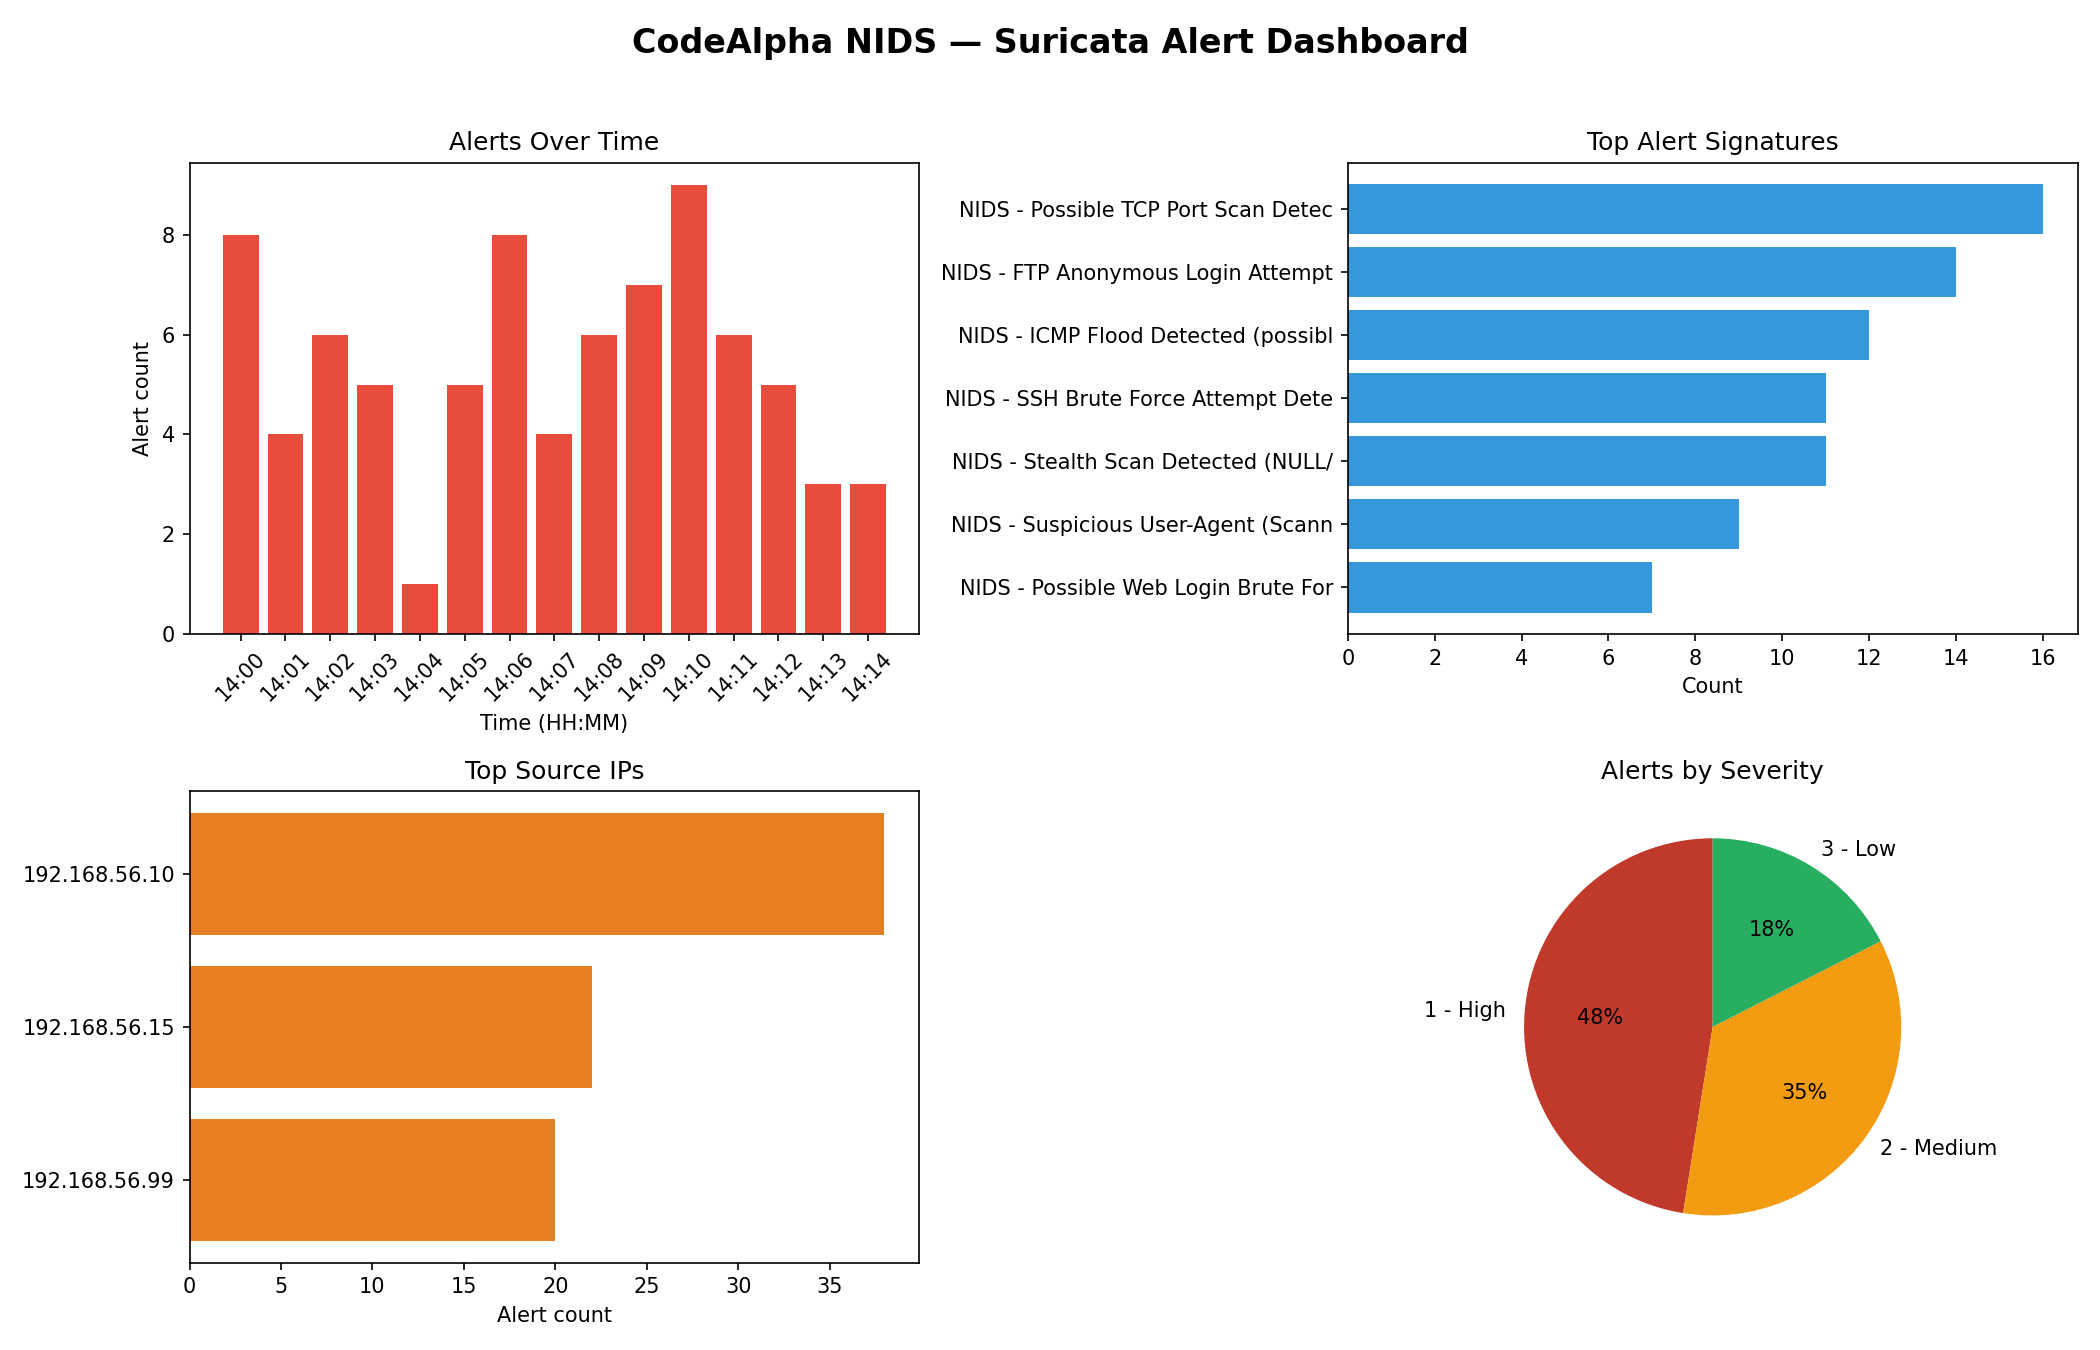 CodeAlpha NIDS — Suricata Alert Dashboard
Alerts Over Time
Alert count
8
6
4
2
0
14:00 14:01 14:02 14:03 14:04 14:05 14:06 14:07 14:08 14:09 14:10 14:11 14:12 14:13 14:14
Time (HH:MM)
Top Alert Signatures
NIDS - Possible TCP Port Scan Detec
NIDS - FTP Anonymous Login Attempt
NIDS - ICMP Flood Detected (possibl
NIDS - SSH Brute Force Attempt Dete
NIDS - Stealth Scan Detected (NULL/
NIDS - Suspicious User-Agent (Scann
NIDS - Possible Web Login Brute For
0 2 4 6 8 10 12 14 16
Count
Top Source IPs
192.168.56.10
192.168.56.15
192.168.56.99
0 5 10 15 20 25 30 35
Alert count
Alerts by Severity
3 - Low
18%
1 - High
48%
35%
2 - Medium